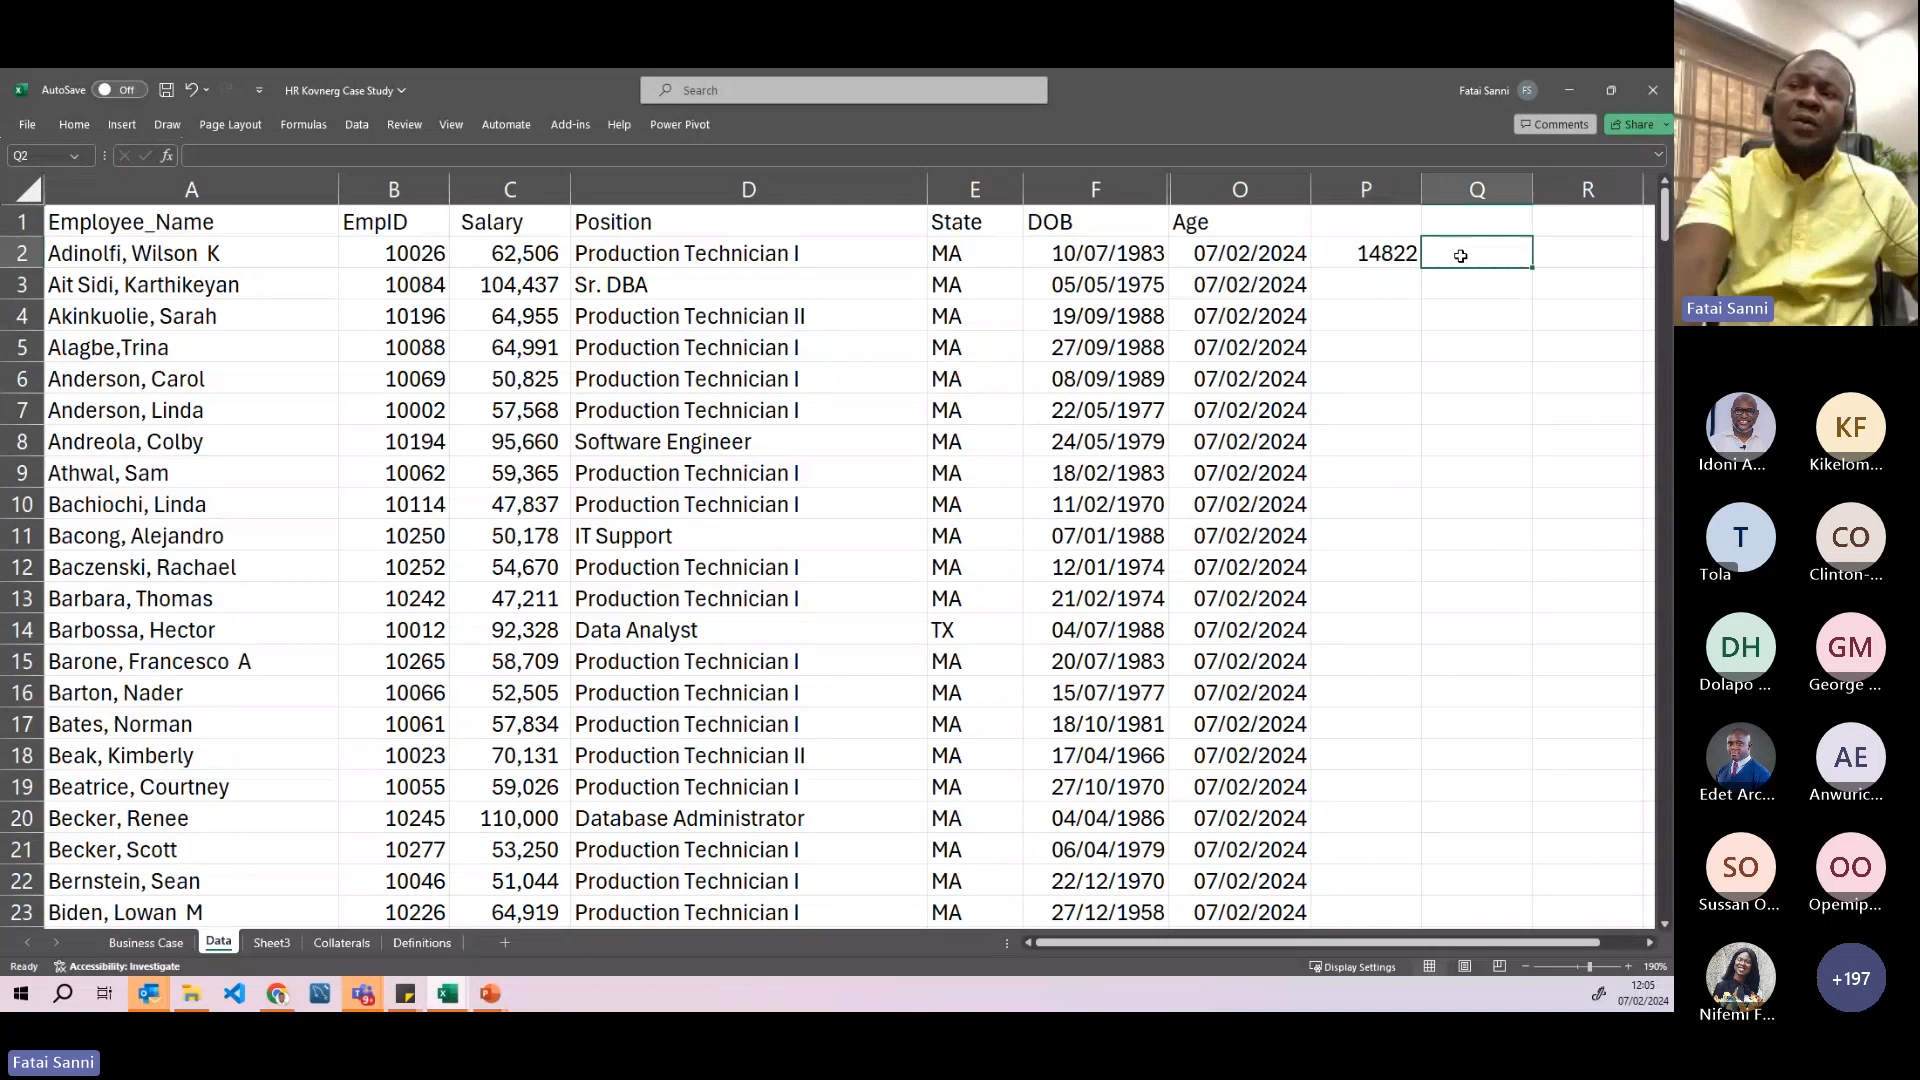 AutoSave Off HR Kovnerg Case Study Search Fatai Sanni FS
File Home Insert Draw Page Layout Formulas Data Review View Automate Add-ins Help Power Pivot Comments Share
Q2 fx
A B C D E F O P Q R
1 Employee_Name EmpID Salary Position State DOB Age
2 Adinolfi, Wilson K 10026 62,506 Production Technician I MA 10/07/1983 07/02/2024 14822
3 Ait Sidi, Karthikeyan 10084 104,437 Sr. DBA MA 05/05/1975 07/02/2024
4 Akinkuolie, Sarah 10196 64,955 Production Technician II MA 19/09/1988 07/02/2024
5 Alagbe,Trina 10088 64,991 Production Technician I MA 27/09/1988 07/02/2024
6 Anderson, Carol 10069 50,825 Production Technician I MA 08/09/1989 07/02/2024
7 Anderson, Linda 10002 57,568 Production Technician I MA 22/05/1977 07/02/2024
8 Andreola, Colby 10194 95,660 Software Engineer MA 24/05/1979 07/02/2024
9 Athwal, Sam 10062 59,365 Production Technician I MA 18/02/1983 07/02/2024
10 Bachiochi, Linda 10114 47,837 Production Technician I MA 11/02/1970 07/02/2024
11 Bacong, Alejandro 10250 50,178 IT Support MA 07/01/1988 07/02/2024
12 Baczenski, Rachael 10252 54,670 Production Technician I MA 12/01/1974 07/02/2024
13 Barbara, Thomas 10242 47,211 Production Technician I MA 21/02/1974 07/02/2024
14 Barbossa, Hector 10012 92,328 Data Analyst TX 04/07/1988 07/02/2024
15 Barone, Francesco A 10265 58,709 Production Technician I MA 20/07/1983 07/02/2024
16 Barton, Nader 10066 52,505 Production Technician I MA 15/07/1977 07/02/2024
17 Bates, Norman 10061 57,834 Production Technician I MA 18/10/1981 07/02/2024
18 Beak, Kimberly 10023 70,131 Production Technician II MA 17/04/1966 07/02/2024
19 Beatrice, Courtney 10055 59,026 Production Technician I MA 27/10/1970 07/02/2024
20 Becker, Renee 10245 110,000 Database Administrator MA 04/04/1986 07/02/2024
21 Becker, Scott 10277 53,250 Production Technician I MA 06/04/1979 07/02/2024
22 Bernstein, Sean 10046 51,044 Production Technician I MA 22/12/1970 07/02/2024
23 Biden, Lowan M 10226 64,919 Production Technician I MA 27/12/1958 07/02/2024
Business Case Data Sheet3 Collaterals Definitions
Ready Accessibility: Investigate Display Settings 190%
12:05
07/02/2024
Fatai Sanni
Fatai Sanni
KF
Idoni A... Kikelom...
T CO
Tola Clinton-...
DH GM
Dolapo ... George ...
AE
Edet Arc... Anwuric...
SO OO
Sussan O... Opemip...
+197
Nifemi F...